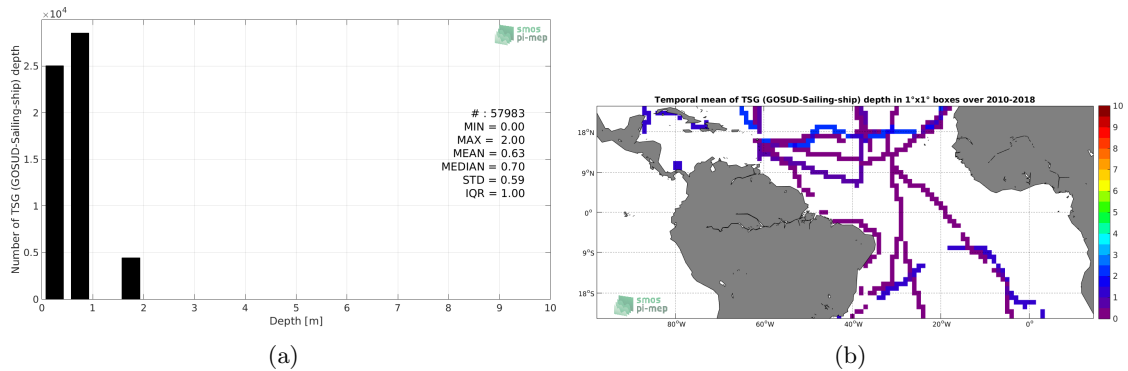 ×10⁴
2.5
2
1.5
1
0.5
0
0 1 2 3 4 5 6 7 8 9 10
Number of TSG (GOSUD-Sailing-ship) depth
Depth [m]
smos
pi-mep
# : 57983
MIN = 0.00
MAX = 2.00
MEAN = 0.63
MEDIAN = 0.70
STD = 0.59
IQR = 1.00
(a)
Temporal mean of TSG (GOSUD-Sailing-ship) depth in 1°x1° boxes over 2010-2018
18°N
9°N
0°
9°S
18°S
80°W 60°W 40°W 20°W 0°
smos
pi-mep
10
9
8
7
6
5
4
3
2
1
0
(b)